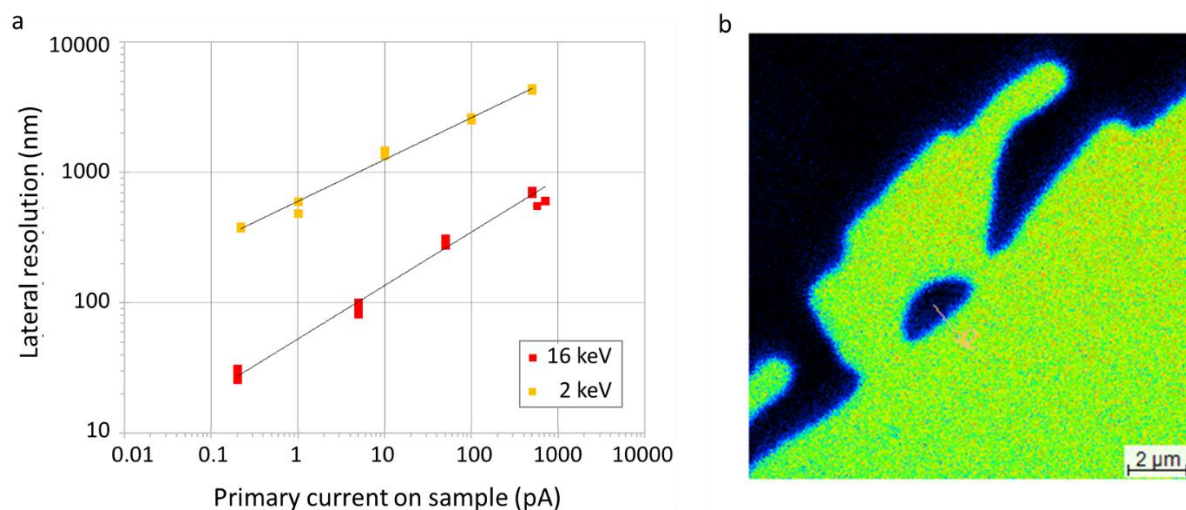 a
b
10000
1000
100
10
Lateral resolution (nm)
16 keV
2 keV
0.01
0.1
1
10
100
1000
10000
Primary current on sample (pA)
2 µm